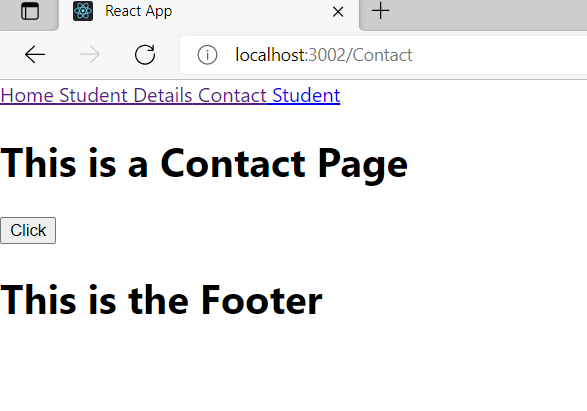 React App
localhost:3002/Contact
Home Student Details Contact Student
This is a Contact Page
Click
This is the Footer